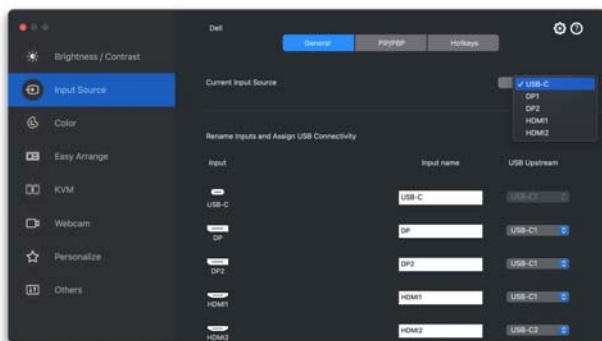 Dell
General PIP/PBP Hotkeys
Brightness / Contrast
Input Source
Color
Easy Arrange
KVM
Webcam
Personalize
Others
Current Input Source
✓ USB-C
DP1
DP2
HDMI1
HDMI2
Rename Inputs and Assign USB Connectivity
Input Input name USB Upstream
USB-C USB-C USB-C1
DP DP USB-C1
DP2 DP2 USB-C1
HDMI1 HDMI1 USB-C1
HDMI2 HDMI2 USB-C2